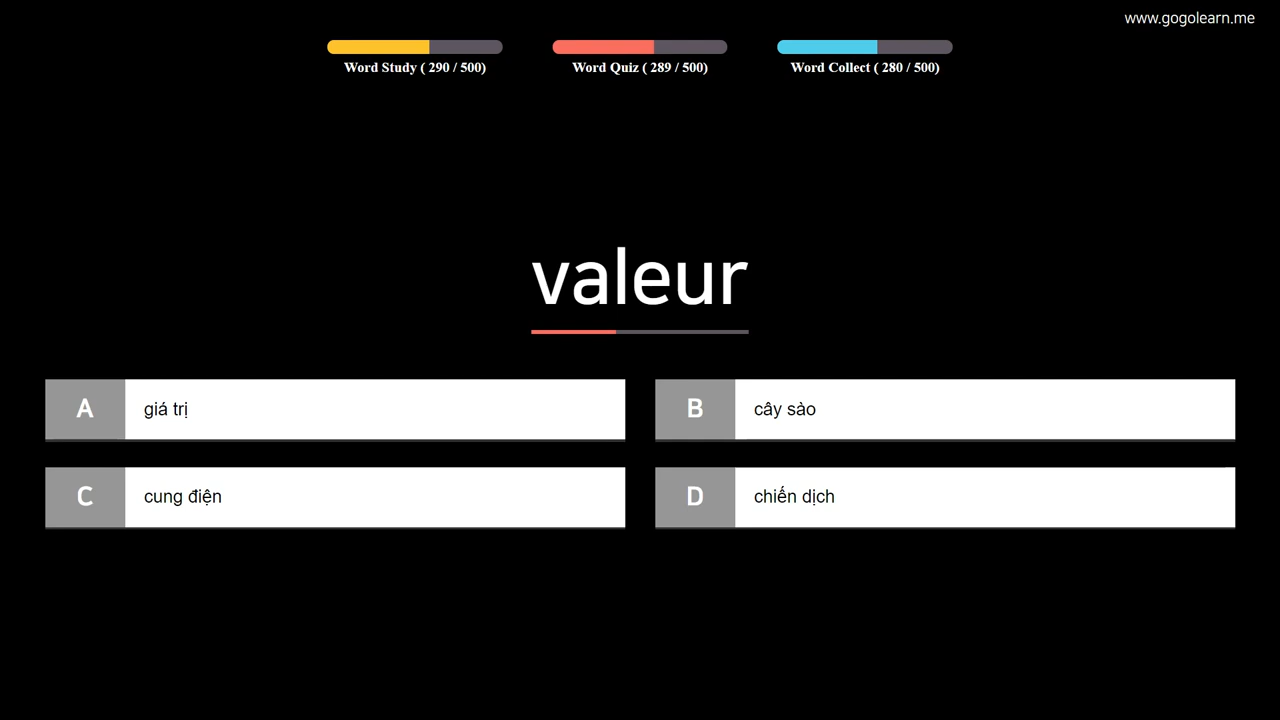 www.gogolearn.me
Word Study ( 290 / 500)
Word Quiz ( 289 / 500)
Word Collect ( 280 / 500)
valeur
A giá trị
B cây sào
C cung điện
D chiến dịch